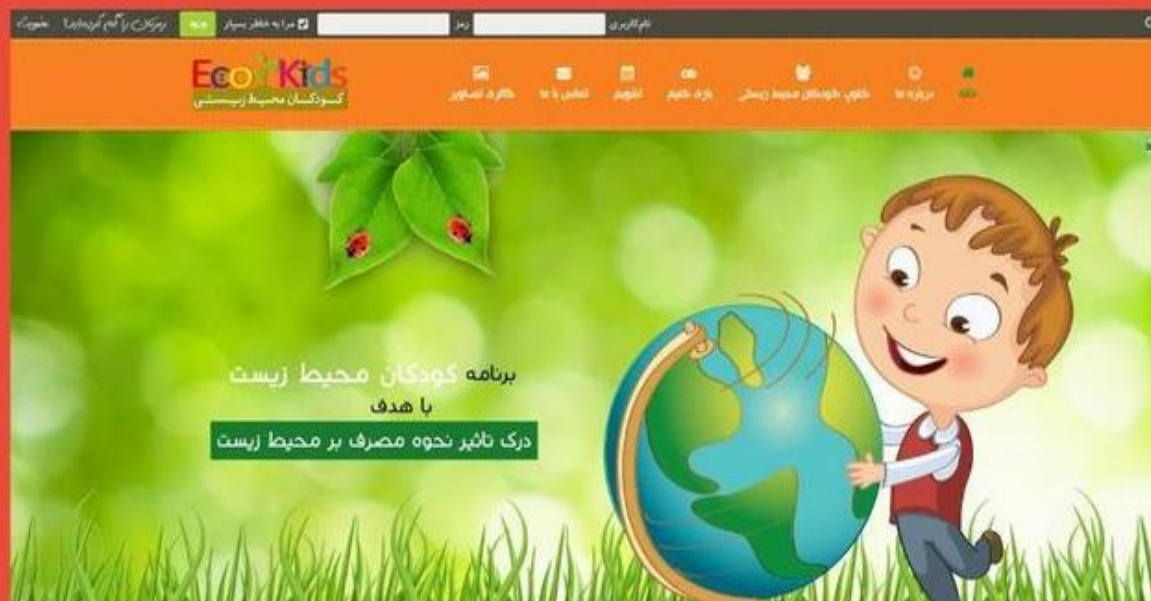 نام کاربری رمز مرا به خاطر بسپار ورود رمزتان را گم کرده‌اید؟ عضویت
خانه درباره ما کلوپ کودکان محیط زیستی بازی کنیم تقویم تماس با ما گالری تصاویر
Eco Kids
کودکان محیط زیستی
برنامه کودکان محیط زیست
با هدف
درک تاثیر نحوه مصرف بر محیط زیست